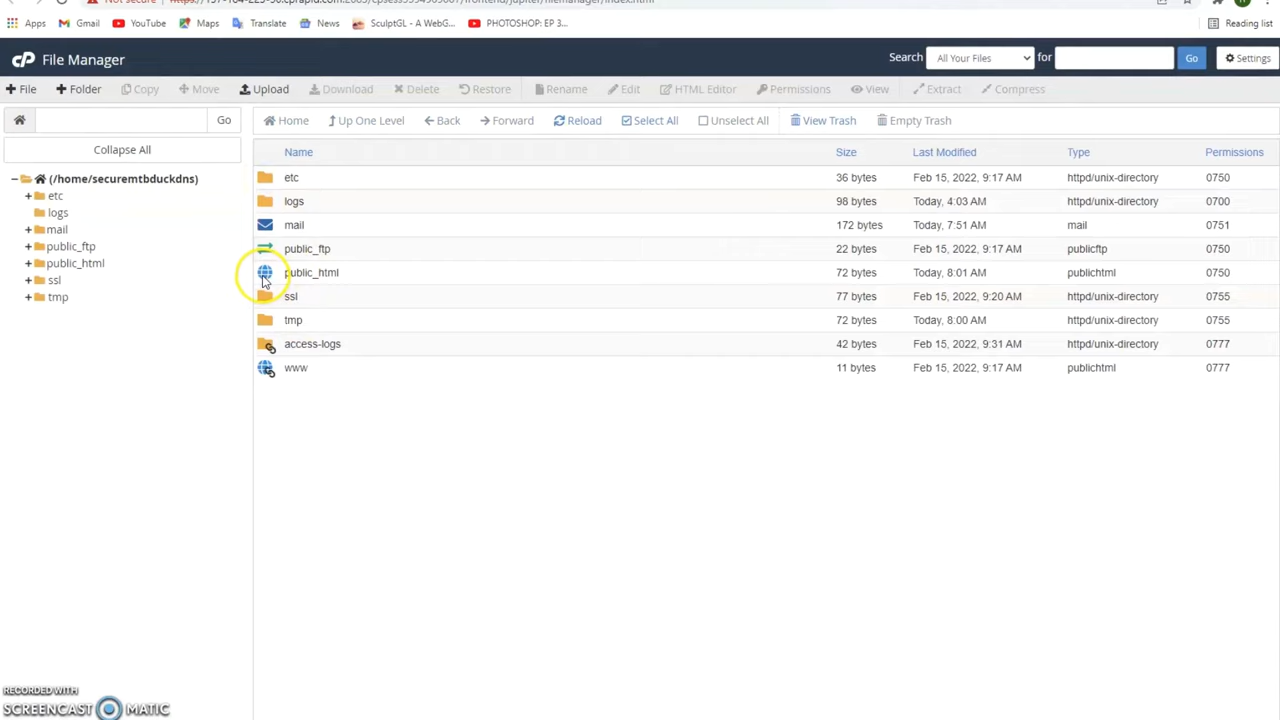 Not secure
Apps Gmail YouTube Maps Translate News SculptGL - A WebG... PHOTOSHOP: EP 3... Reading list
cP File Manager Search All Your Files for Go Settings
File Folder Copy Move Upload Download Delete Restore Rename Edit HTML Editor Permissions View Extract Compress
Go Home Up One Level Back Forward Reload Select All Unselect All View Trash Empty Trash
Collapse All
Name Size Last Modified Type Permissions
(/home/securemtbduckdns)
etc
logs
mail
public_ftp
public_html
ssl
tmp
etc 36 bytes Feb 15, 2022, 9:17 AM httpd/unix-directory 0750
logs 98 bytes Today, 4:03 AM httpd/unix-directory 0700
mail 172 bytes Today, 7:51 AM mail 0751
public_ftp 22 bytes Feb 15, 2022, 9:17 AM publicftp 0750
public_html 72 bytes Today, 8:01 AM publichtml 0750
ssl 77 bytes Feb 15, 2022, 9:20 AM httpd/unix-directory 0755
tmp 72 bytes Today, 8:00 AM httpd/unix-directory 0755
access-logs 42 bytes Feb 15, 2022, 9:31 AM httpd/unix-directory 0777
www 11 bytes Feb 15, 2022, 9:17 AM publichtml 0777
RECORDED WITH
SCREENCAST MATIC